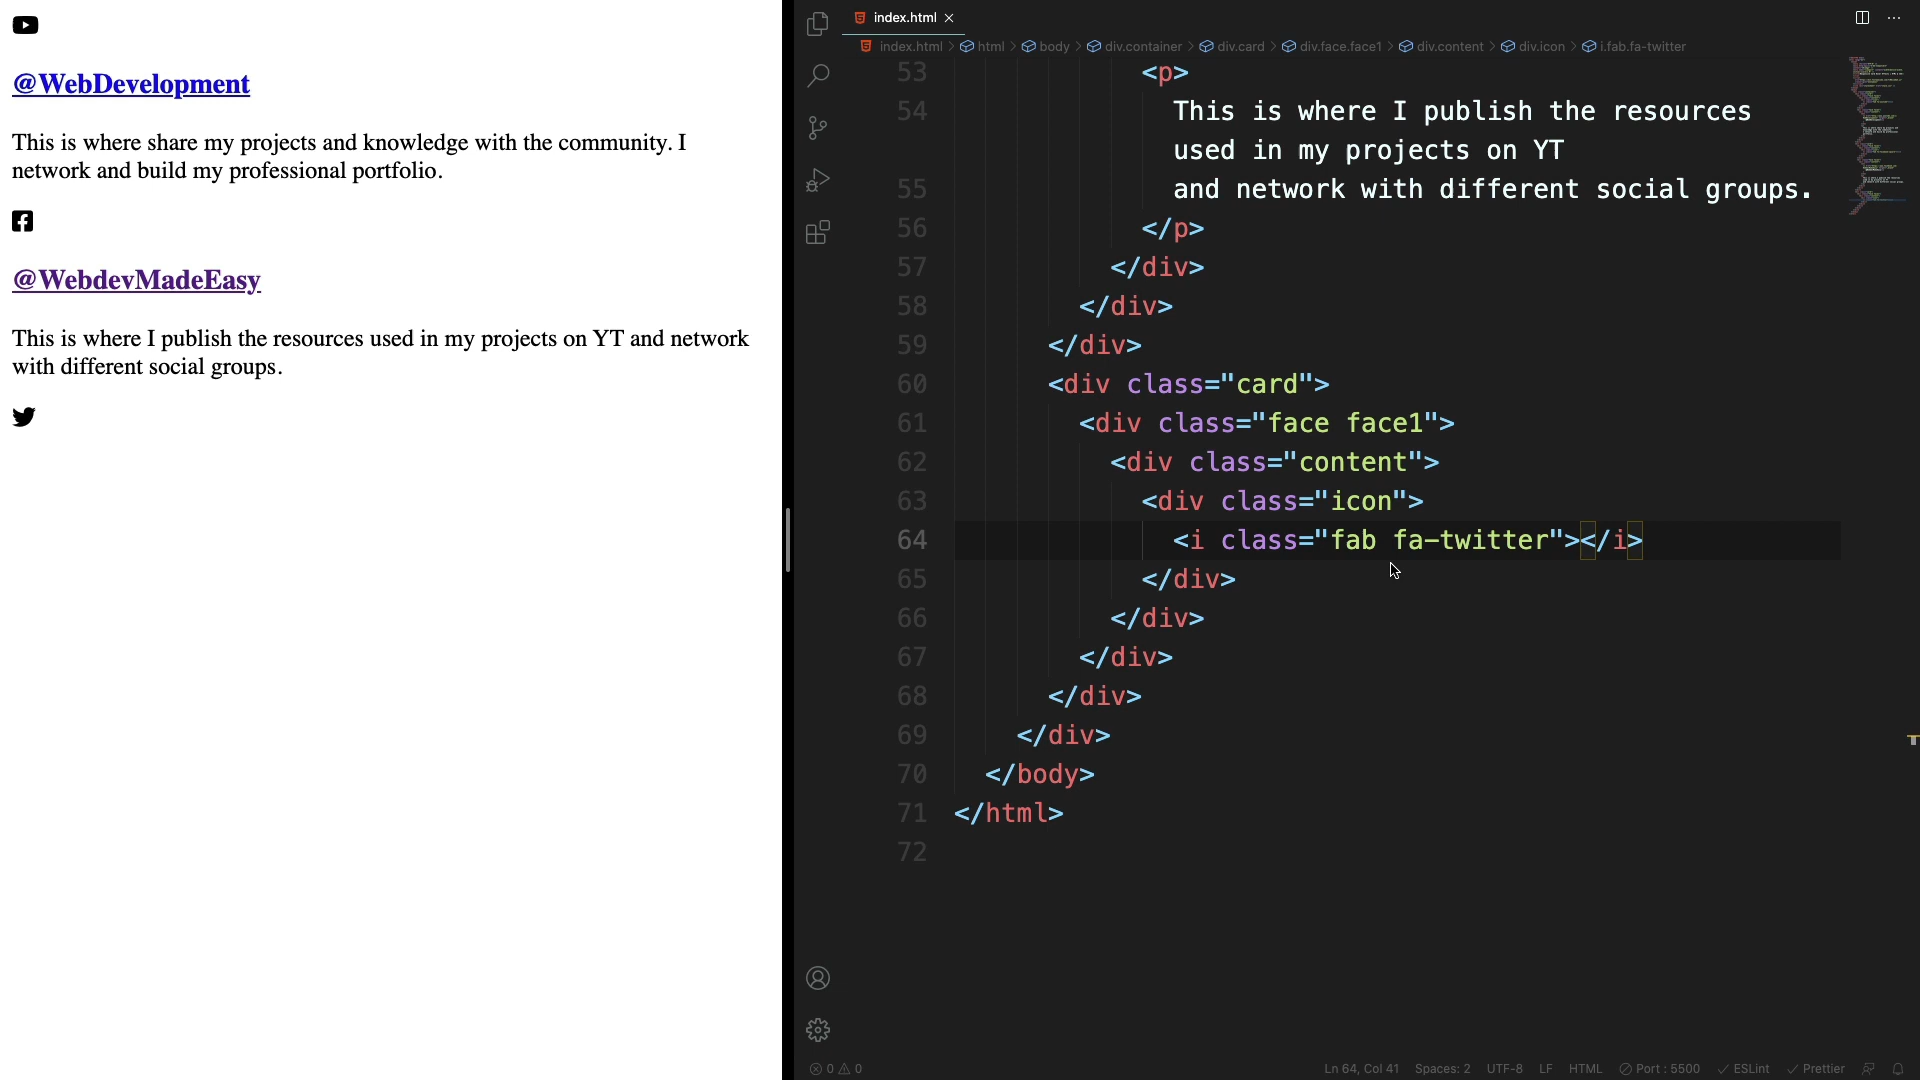 @WebDevelopment
This is where share my projects and knowledge with the community. I
network and build my professional portfolio.
@WebdevMadeEasy
This is where I publish the resources used in my projects on YT and network
with different social groups.
index.html
index.html > html > body > div.container > div.card > div.face.face1 > div.content > div.icon > i.fab.fa-twitter
53 <p>
54 This is where I publish the resources
used in my projects on YT
55 and network with different social groups.
56 </p>
57 </div>
58 </div>
59 </div>
60 <div class="card">
61 <div class="face face1">
62 <div class="content">
63 <div class="icon">
64 <i class="fab fa-twitter"></i>
65 </div>
66 </div>
67 </div>
68 </div>
69 </div>
70 </body>
71 </html>
72
0 0 Ln 64, Col 41 Spaces: 2 UTF-8 LF HTML Port : 5500 ESLint Prettier